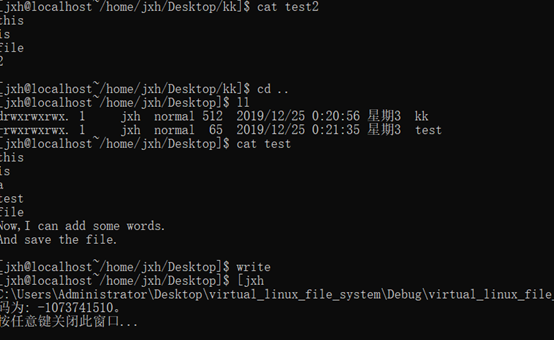 [jxh@localhost~/home/jxh/Desktop/kk]$ cat test2
this
is
file
2
[jxh@localhost~/home/jxh/Desktop/kk]$ cd ..
[jxh@localhost~/home/jxh/Desktop]$ ll
drwxrwxrwx. 1 jxh normal 512 2019/12/25 0:20:56 星期3 kk
-rwxrwxrwx. 1 jxh normal 65 2019/12/25 0:21:35 星期3 test
[jxh@localhost~/home/jxh/Desktop]$ cat test
this
is
a
test
file
Now,I can add some words.
And save the file.
[jxh@localhost~/home/jxh/Desktop]$ write
[jxh@localhost~/home/jxh/Desktop]$ [jxh
C:\Users\Administrator\Desktop\virtual_linux_file_system\Debug\virtual_linux_file_
码为: -1073741510。
按任意键关闭此窗口...